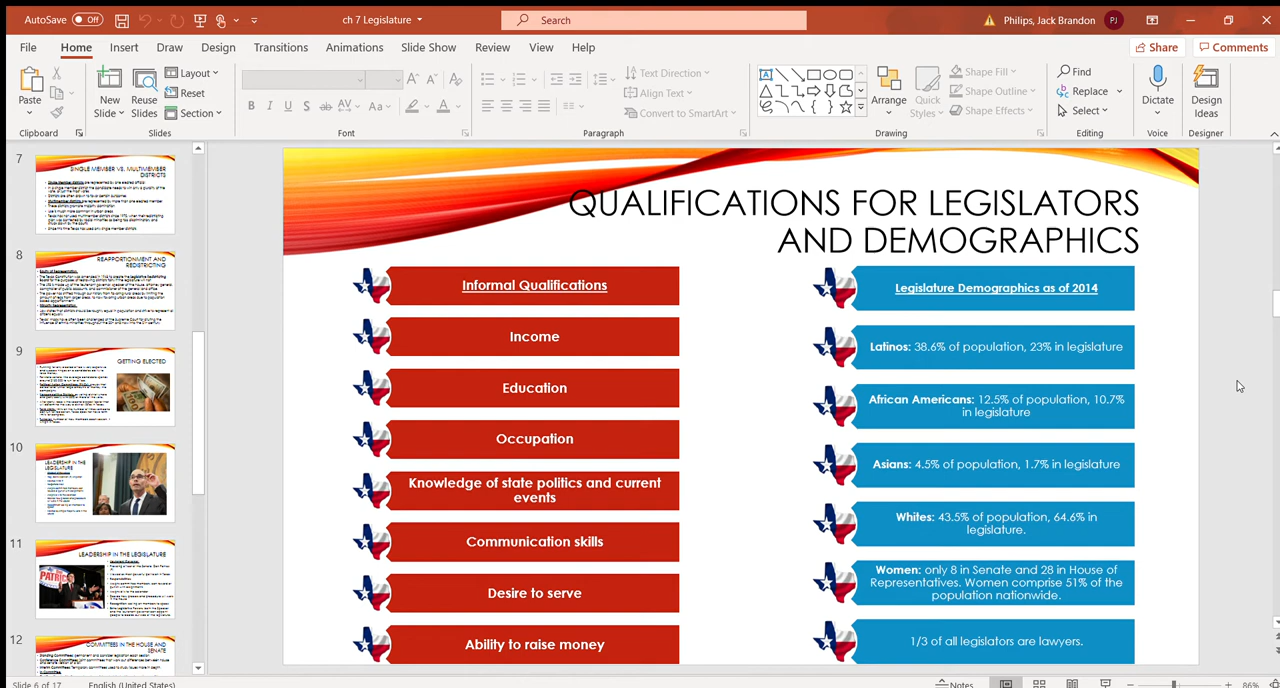 AutoSave Off ch 7 Legislature Search Philips, Jack Brandon PJ
File Home Insert Draw Design Transitions Animations Slide Show Review View Help Share Comments
Paste
New Slide
Reuse Slides
Layout
Reset
Section
B I U S ab AV Aa A
Text Direction
Align Text
Convert to SmartArt
Arrange
Quick Styles
Shape Fill
Shape Outline
Shape Effects
Find
Replace
Select
Dictate
Design Ideas
Clipboard Slides Font Paragraph Drawing Editing Voice Designer
7
SINGLE MEMBER VS. MULTIMEMBER
DISTRICTS
8
REAPPORTIONMENT AND
REDISTRICTING
9
GETTING ELECTED
10
LEADERSHIP IN THE
LEGISLATURE
11
LEADERSHIP IN THE LEGISLATURE
12
COMMITTEES IN THE HOUSE AND
SENATE
QUALIFICATIONS FOR LEGISLATORS
AND DEMOGRAPHICS
Informal Qualifications
Income
Education
Occupation
Knowledge of state politics and current
events
Communication skills
Desire to serve
Ability to raise money
Legislature Demographics as of 2014
Latinos: 38.6% of population, 23% in legislature
African Americans: 12.5% of population, 10.7%
in legislature
Asians: 4.5% of population, 1.7% in legislature
Whites: 43.5% of population, 64.6% in
legislature.
Women: only 8 in Senate and 28 in House of
Representatives. Women comprise 51% of the
population nationwide.
1/3 of all legislators are lawyers.
Slide 6 of 17 English (United States) Notes 86%